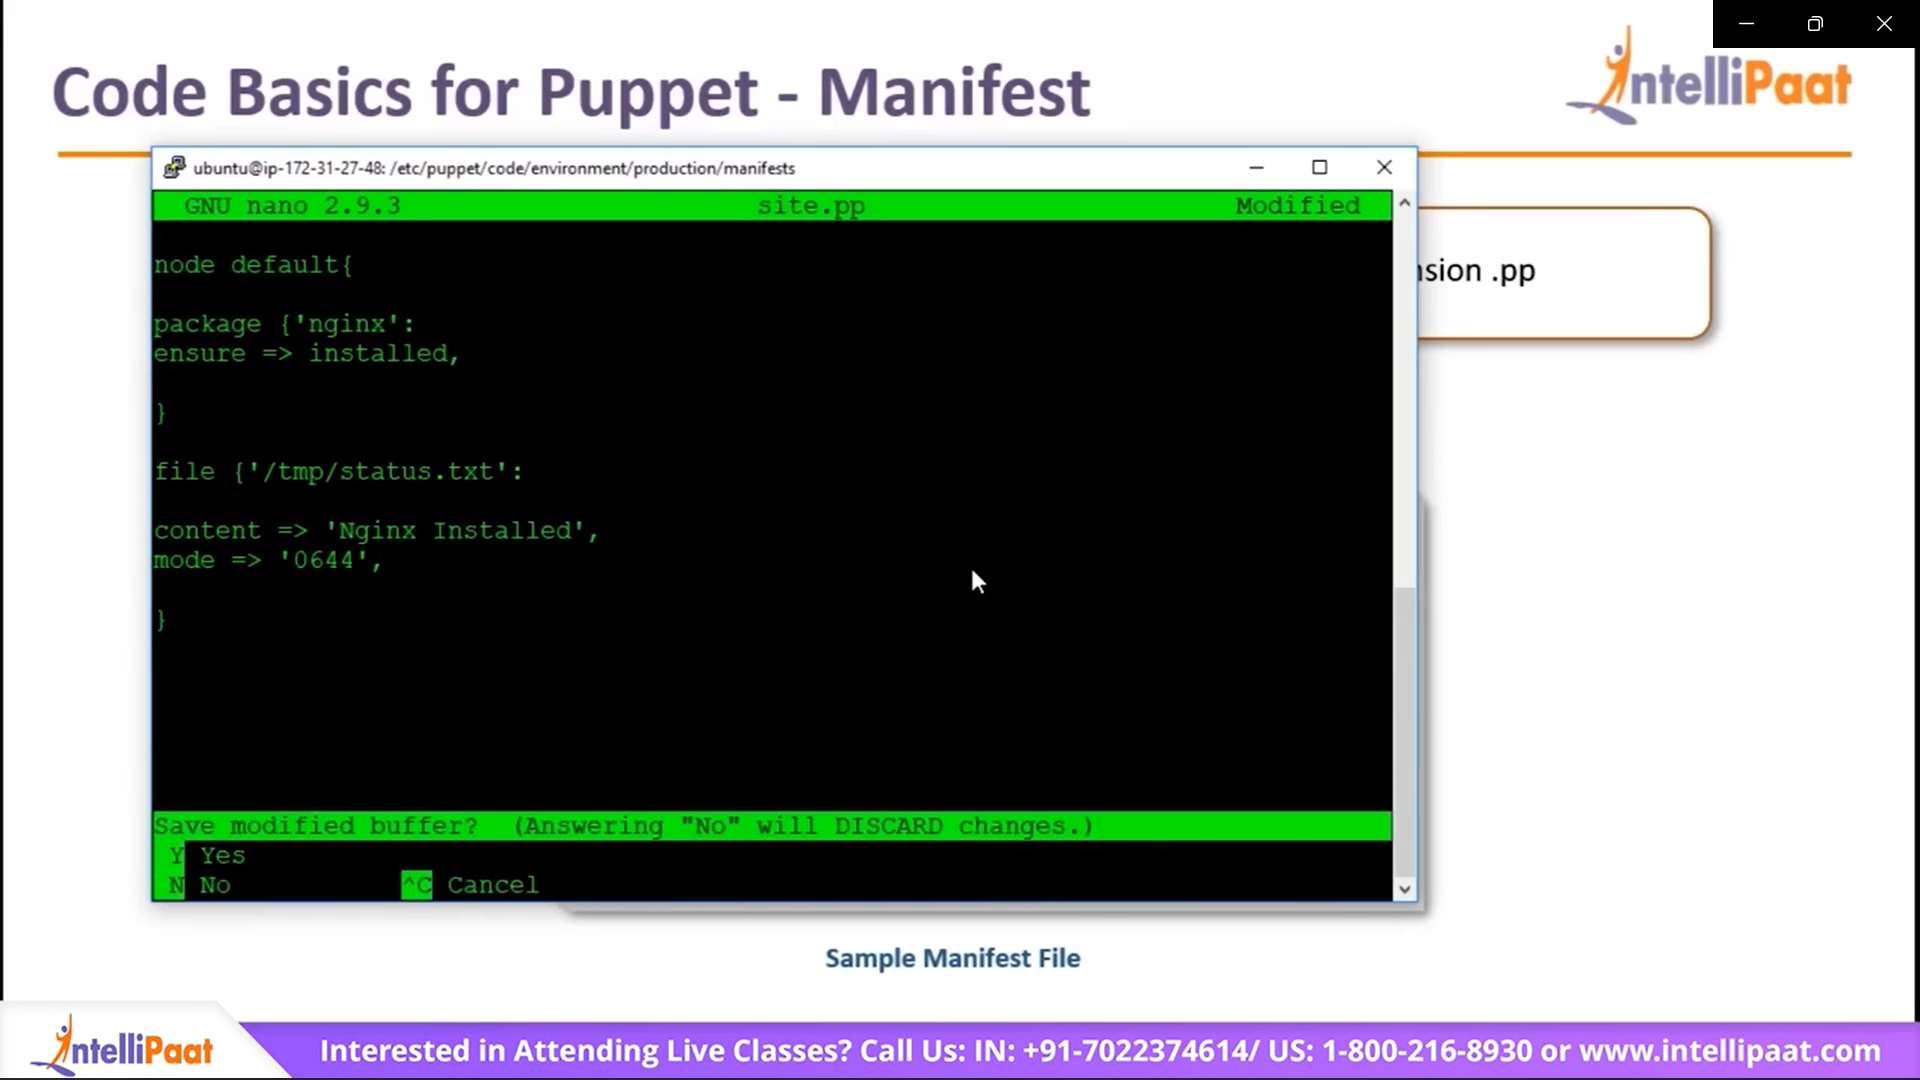 Code Basics for Puppet - Manifest
IntelliPaat
ubuntu@ip-172-31-27-48: /etc/puppet/code/environment/production/manifests
GNU nano 2.9.3 site.pp Modified
node default{
nsion .pp
package {'nginx':
ensure => installed,
}
file {'/tmp/status.txt':
content => 'Nginx Installed',
mode => '0644',
}
Save modified buffer? (Answering "No" will DISCARD changes.)
Y Yes
N No ^C Cancel
Sample Manifest File
IntelliPaat
Interested in Attending Live Classes? Call Us: IN: +91-7022374614/ US: 1-800-216-8930 or www.intellipaat.com